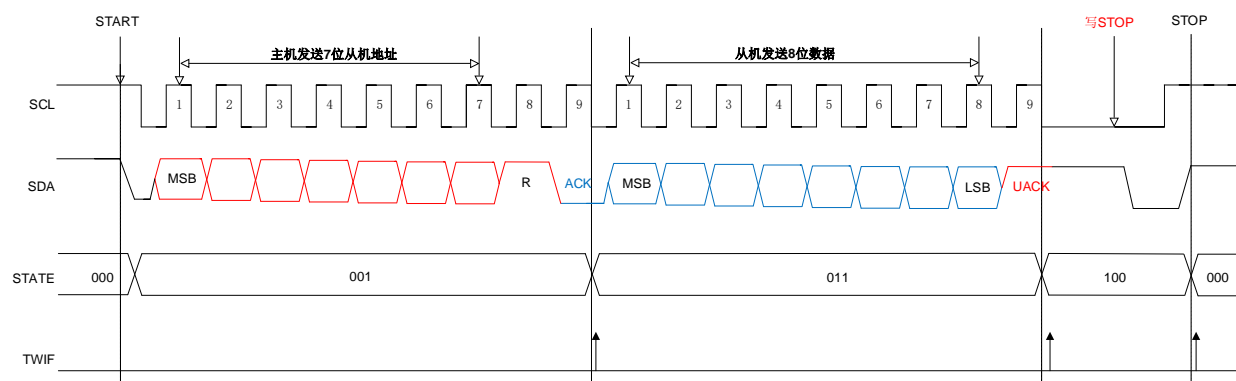 START 写STOP STOP
主机发送7位从机地址 从机发送8位数据
SCL 1 2 3 4 5 6 7 8 9 1 2 3 4 5 6 7 8 9
SDA MSB R ACK MSB LSB UACK
STATE 000 001 011 100 000
TWIF